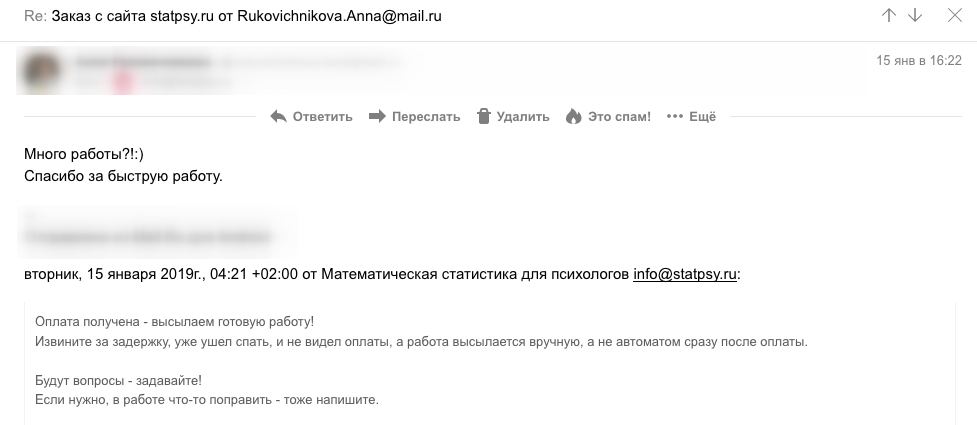 Re: Заказ с сайта statpsy.ru от Rukovichnikova.Anna@mail.ru
15 янв в 16:22
Ответить Переслать Удалить Это спам! Ещё
Много работы?!:)
Спасибо за быструю работу.
вторник, 15 января 2019г., 04:21 +02:00 от Математическая статистика для психологов info@statpsy.ru:
Оплата получена - высылаем готовую работу!
Извините за задержку, уже ушел спать, и не видел оплаты, а работа высылается вручную, а не автоматом сразу после оплаты.
Будут вопросы - задавайте!
Если нужно, в работе что-то поправить - тоже напишите.